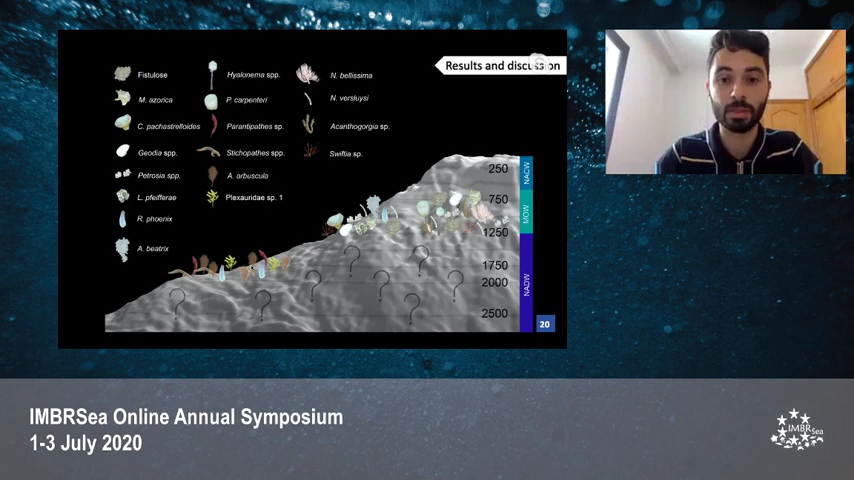 Results and discussion
Fistulose
M. azorica
C. pachastrelloides
Geodia spp.
Petrosia spp.
L. pfeifferae
R. phoenix
A. beatrix
Hyalonema spp.
P. carpenteri
Parantipathes sp.
Stichopathes spp.
A. arbuscula
Plexauridae sp. 1
N. bellissima
N. versluysi
Acanthogorgia sp.
Swiftia sp.
250
750
1250
1750
2000
2500
NACW
MOW
NADW
? ? ? ? ? ? ? ?
20
IMBRSea Online Annual Symposium
1-3 July 2020
IMBRSea